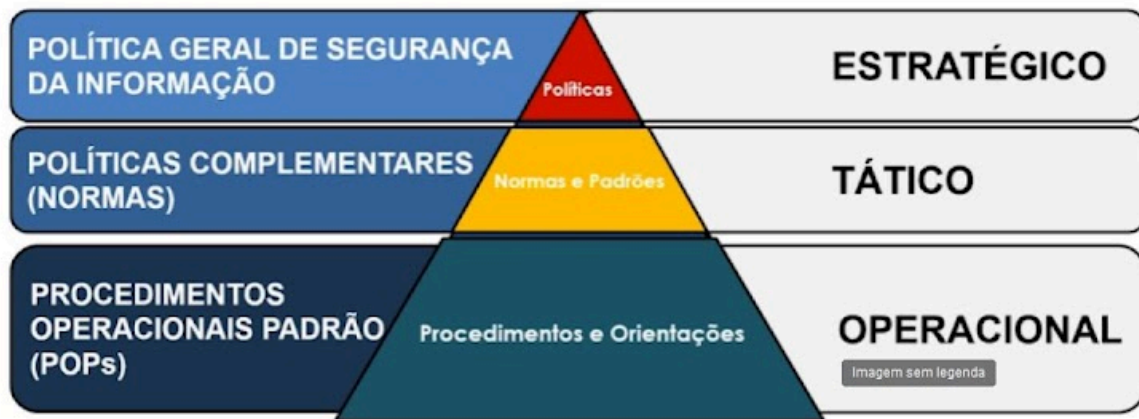 POLÍTICA GERAL DE SEGURANÇA
DA INFORMAÇÃO
Políticas
ESTRATÉGICO
POLÍTICAS COMPLEMENTARES
(NORMAS)
Normas e Padrões
TÁTICO
PROCEDIMENTOS
OPERACIONAIS PADRÃO
(POPs)
Procedimentos e Orientações
OPERACIONAL
Imagem sem legenda